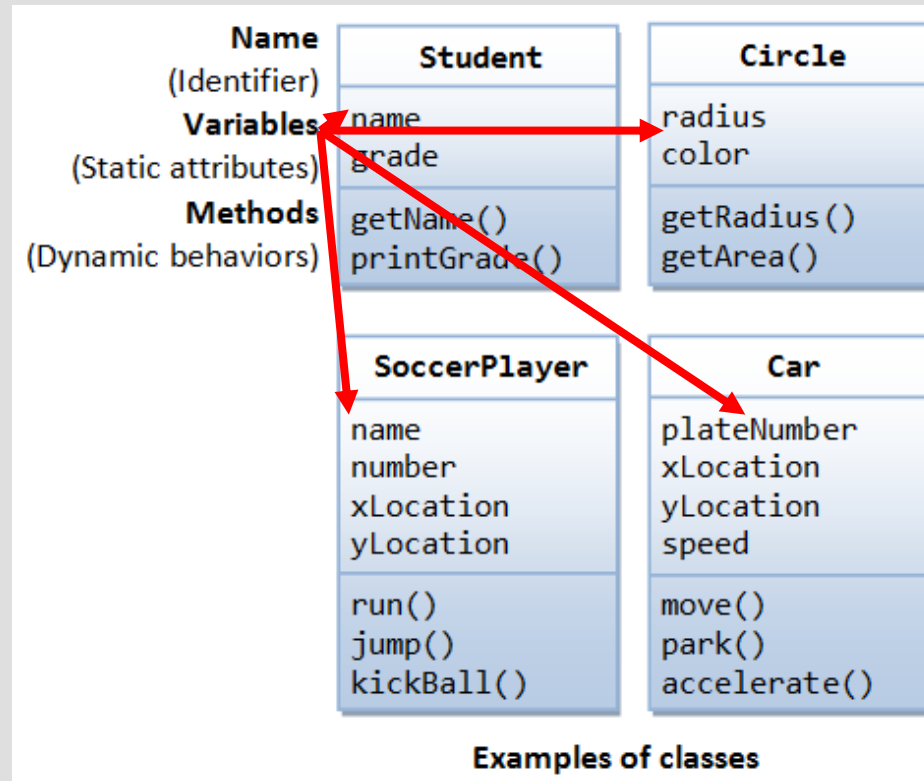 Name
(Identifier)
Variables
(Static attributes)
Methods
(Dynamic behaviors)
Student
name
grade
getName()
printGrade()
Circle
radius
color
getRadius()
getArea()
SoccerPlayer
name
number
xLocation
yLocation
run()
jump()
kickBall()
Car
plateNumber
xLocation
yLocation
speed
move()
park()
accelerate()
Examples of classes